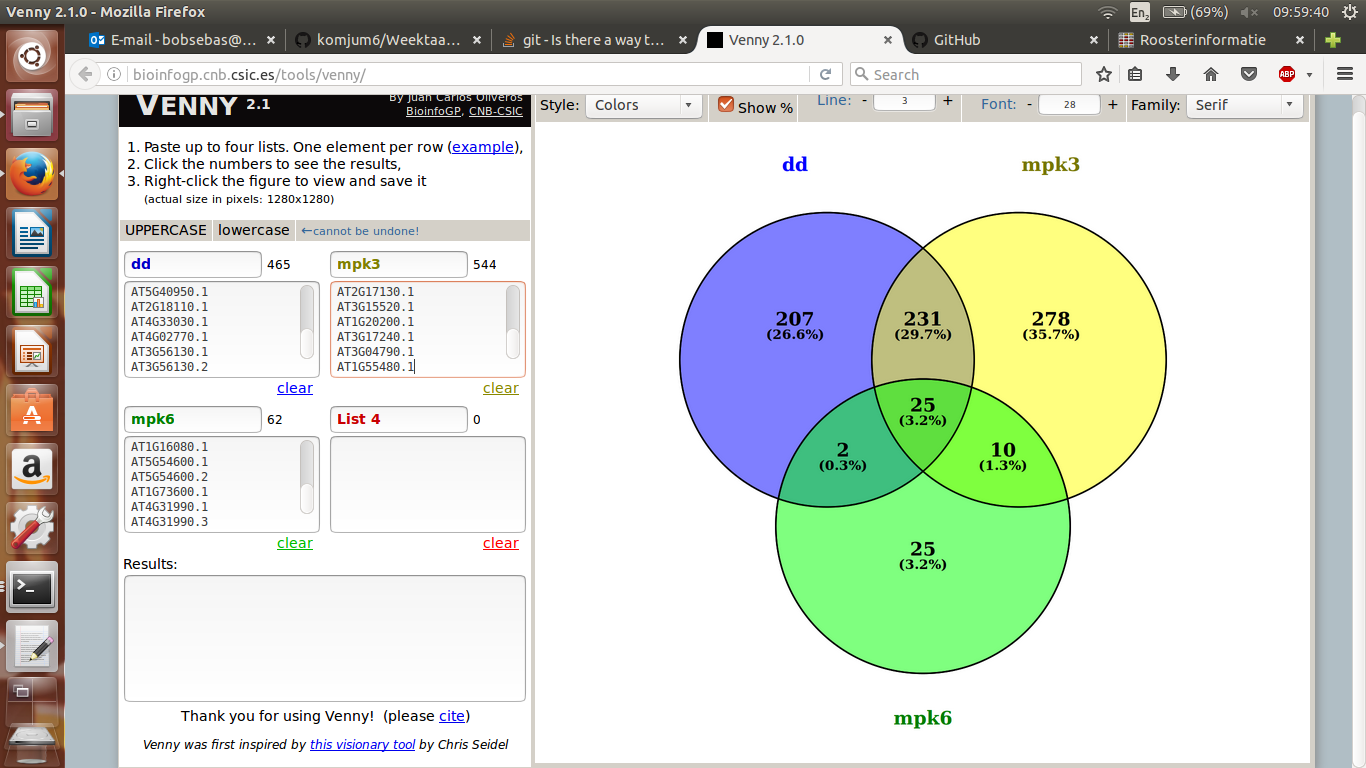 Venny 2.1.0 - Mozilla Firefox
En2 (69%) 09:59:40
E-mail - bobsebas@... komjum6/Weektaa... git - Is there a way t... Venny 2.1.0 GitHub Roosterinformatie
bioinfogp.cnb.csic.es/tools/venny/ Search ABP
VENNY 2.1
By Juan Carlos Oliveros
BioinfoGP, CNB-CSIC
Style: Colors Show % Line: - 3 + Font: - 28 + Family: Serif
1. Paste up to four lists. One element per row (example),
2. Click the numbers to see the results,
3. Right-click the figure to view and save it
(actual size in pixels: 1280x1280)
UPPERCASE lowercase ←cannot be undone!
dd 465
AT5G40950.1
AT2G18110.1
AT4G33030.1
AT4G02770.1
AT3G56130.1
AT3G56130.2
clear
mpk3 544
AT2G17130.1
AT3G15520.1
AT1G20200.1
AT3G17240.1
AT3G04790.1
AT1G55480.1
clear
mpk6 62
AT1G16080.1
AT5G54600.1
AT5G54600.2
AT1G73600.1
AT4G31990.1
AT4G31990.3
clear
List 4 0
clear
Results:
Thank you for using Venny! (please cite)
Venny was first inspired by this visionary tool by Chris Seidel
dd
mpk3
207
(26.6%)
231
(29.7%)
278
(35.7%)
25
(3.2%)
2
(0.3%)
10
(1.3%)
25
(3.2%)
mpk6